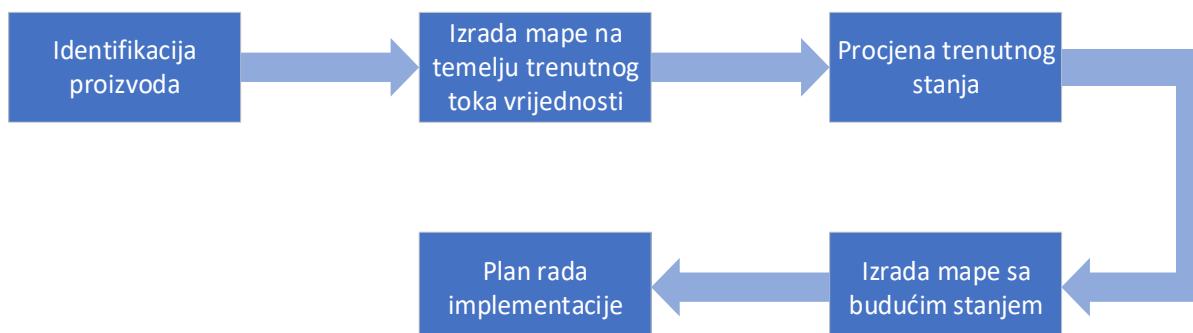 Identifikacija
proizvoda
Izrada mape na
temelju trenutnog
toka vrijednosti
Procjena trenutnog
stanja
Izrada mape sa
budućim stanjem
Plan rada
implementacije